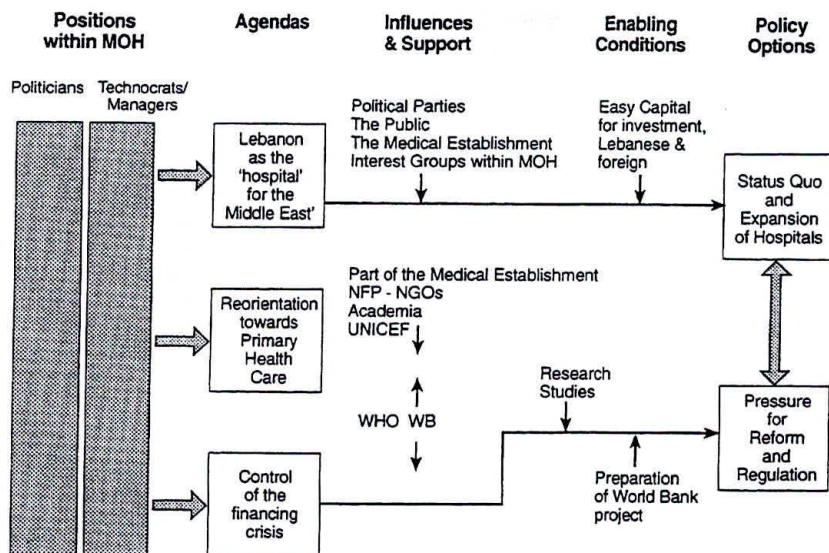 Positions
within MOH
Agendas
Influences
& Support
Enabling
Conditions
Policy
Options
Politicians
Technocrats/
Managers
Lebanon
as the
'hospital'
for the
Middle East'
Political Parties
The Public
The Medical Establishment
Interest Groups within MOH
Easy Capital
for investment,
Lebanese &
foreign
Status Quo
and
Expansion
of Hospitals
Reorientation
towards
Primary
Health
Care
Part of the Medical Establishment
NFP - NGOs
Academia
UNICEF
WHO WB
Research
Studies
Control
of the
financing
crisis
Preparation
of World Bank
project
Pressure
for
Reform
and
Regulation